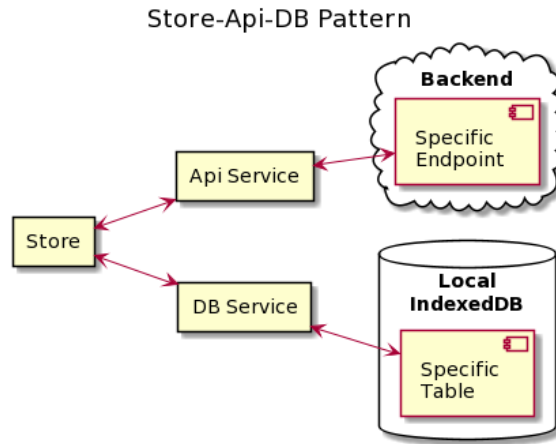 Store-Api-DB Pattern
Backend
Specific
Endpoint
Api Service
Store
DB Service
Local
IndexedDB
Specific
Table